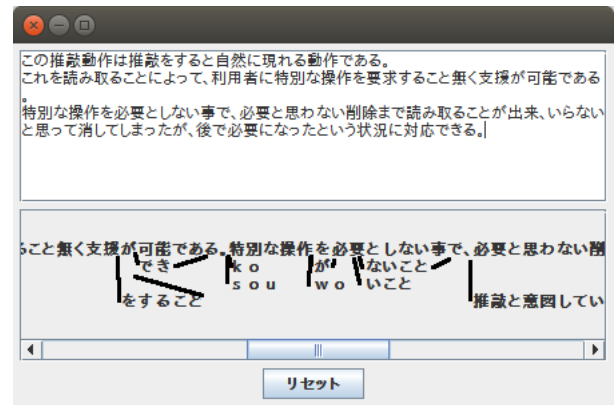 この推敲動作は推敲をすると自然に現れる動作である。
これを読み取ることによって、利用者に特別な操作を要求すること無く支援が可能である
。
特別な操作を必要としない事で、必要と思わない削除まで読み取ることが出来、いらない
と思って消してしまったが、後で必要になったという状況に対応できる。
ること無く支援が可能である。特別な操作を必要としない事で、必要と思わない削
でき ko が ないこと
sou wo いこと
をすること 推敲と意図してい
リセット